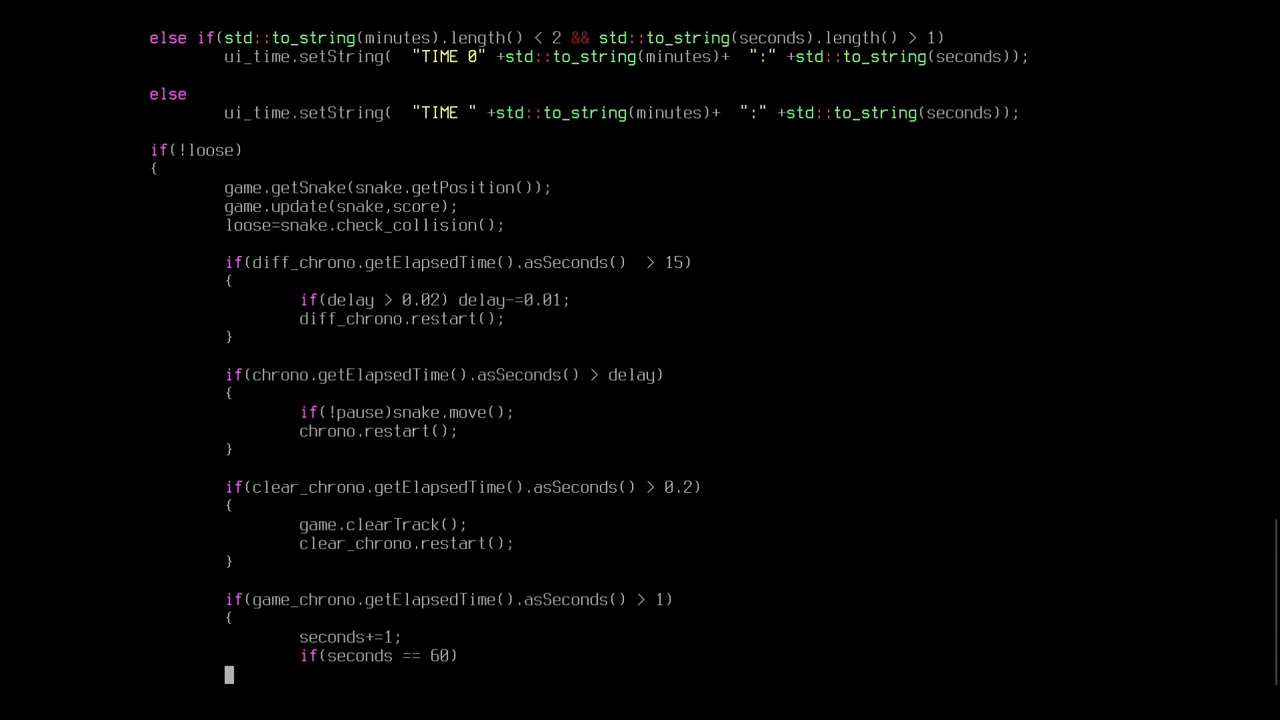 else if(std::to_string(minutes).length() < 2 && std::to_string(seconds).length() > 1)
ui_time.setString(  "TIME 0" +std::to_string(minutes)+  ":" +std::to_string(seconds));
else
ui_time.setString(  "TIME " +std::to_string(minutes)+  ":" +std::to_string(seconds));
if(!loose)
{
game.getSnake(snake.getPosition());
game.update(snake,score);
loose=snake.check_collision();
if(diff_chrono.getElapsedTime().asSeconds()  > 15)
{
if(delay > 0.02) delay-=0.01;
diff_chrono.restart();
}
if(chrono.getElapsedTime().asSeconds() > delay)
{
if(!pause)snake.move();
chrono.restart();
}
if(clear_chrono.getElapsedTime().asSeconds() > 0.2)
{
game.clearTrack();
clear_chrono.restart();
}
if(game_chrono.getElapsedTime().asSeconds() > 1)
{
seconds+=1;
if(seconds == 60)